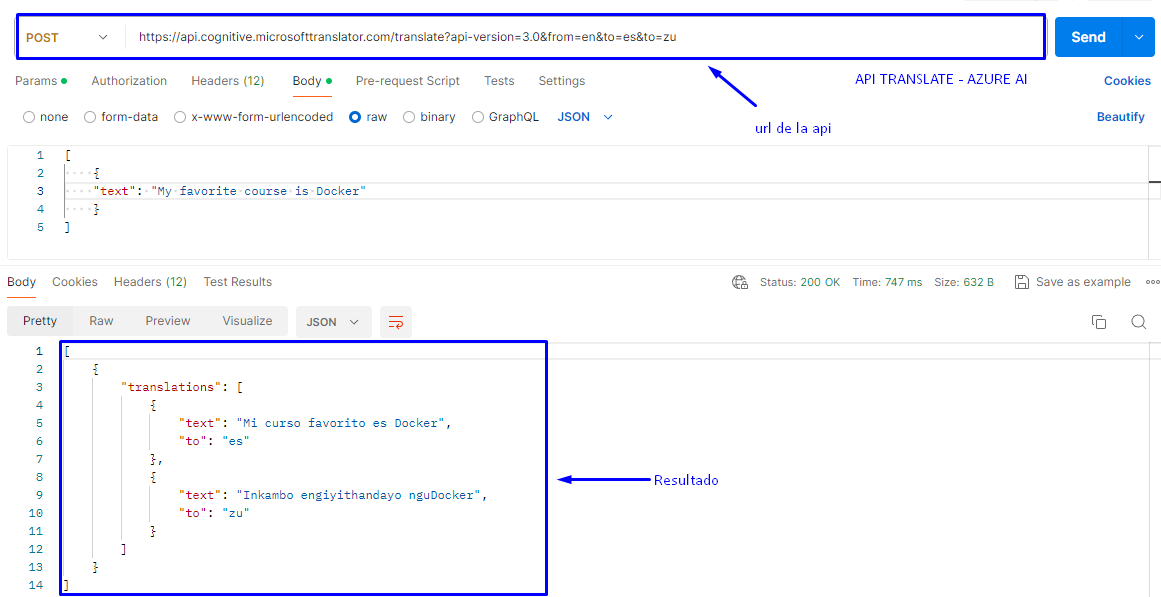 POST https://api.cognitive.microsofttranslator.com/translate?api-version=3.0&from=en&to=es&to=zu Send
Params Authorization Headers (12) Body Pre-request Script Tests Settings API TRANSLATE - AZURE AI Cookies
none form-data x-www-form-urlencoded raw binary GraphQL JSON url de la api Beautify
1 [
2 {
3 "text": "My favorite course is Docker"
4 }
5 ]
Body Cookies Headers (12) Test Results Status: 200 OK Time: 747 ms Size: 632 B Save as example
Pretty Raw Preview Visualize JSON
1 [
2 {
3 "translations": [
4 {
5 "text": "Mi curso favorito es Docker",
6 "to": "es"
7 },
8 {
Resultado
9 "text": "Inkambo engiyithandayo nguDocker",
10 "to": "zu"
11 }
12 ]
13 }
14 ]